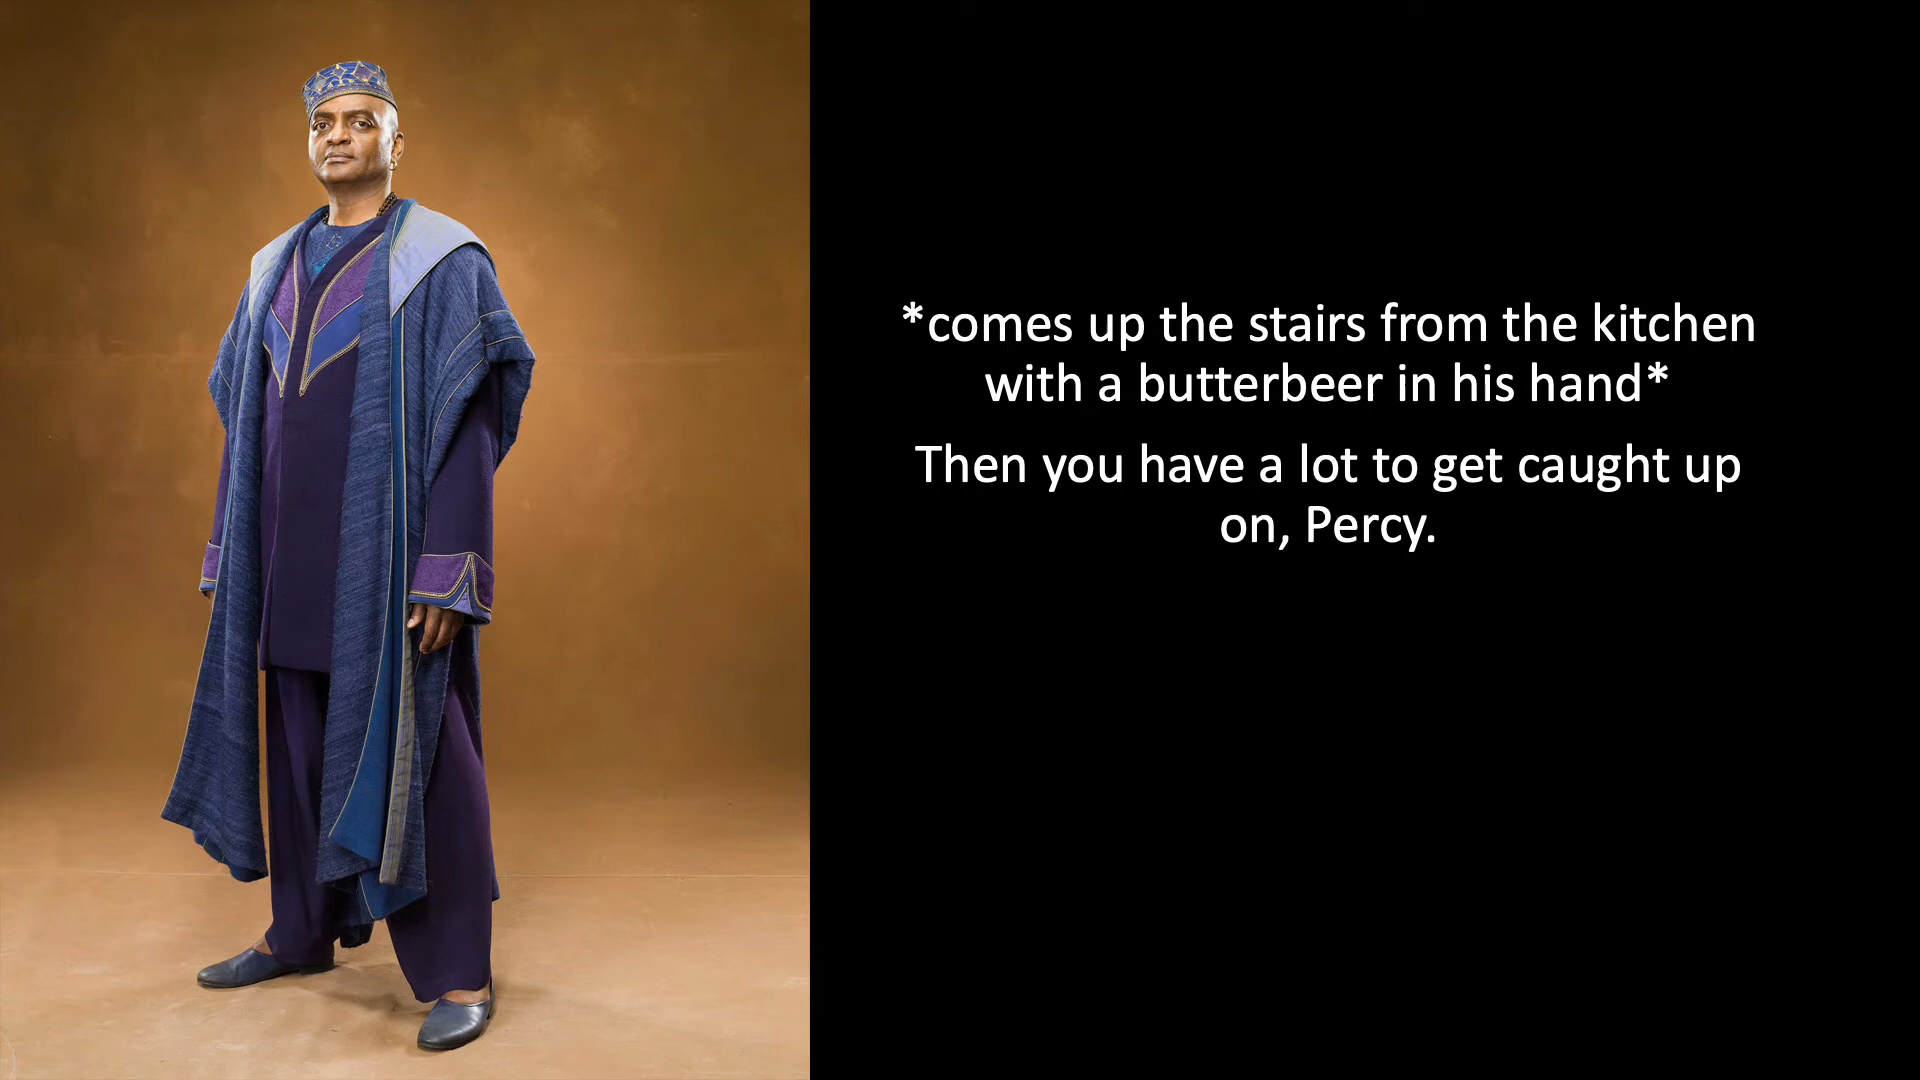 *comes up the stairs from the kitchen
with a butterbeer in his hand*
Then you have a lot to get caught up
on, Percy.